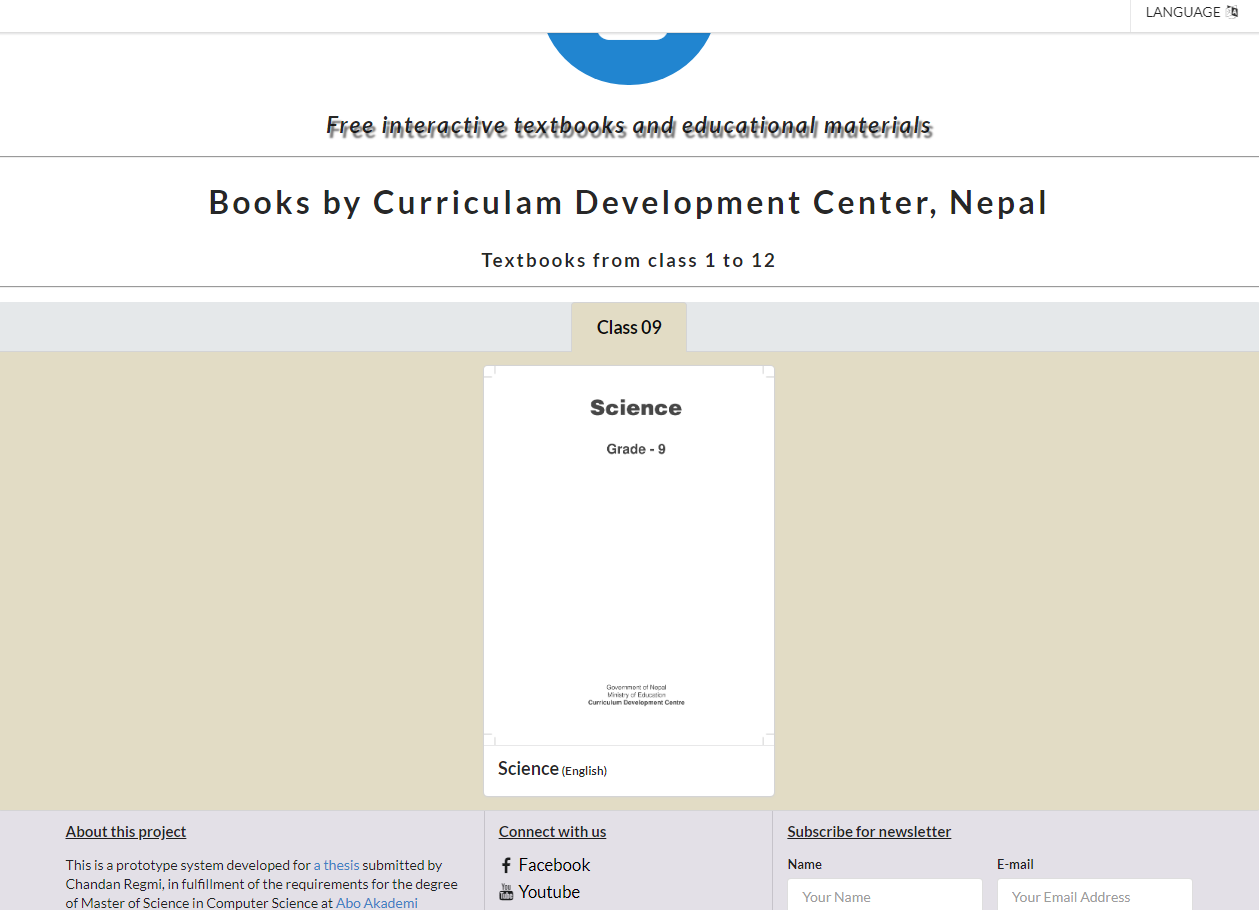 LANGUAGE
Free interactive textbooks and educational materials
Books by Curriculam Development Center, Nepal
Textbooks from class 1 to 12
Class 09
Science
Grade - 9
Government of Nepal
Ministry of Education
Curriculum Development Centre
Science (English)
About this project
This is a prototype system developed for a thesis submitted by
Chandan Regmi, in fulfillment of the requirements for the degree
of Master of Science in Computer Science at Abo Akademi
Connect with us
Facebook
Youtube
Subscribe for newsletter
Name
E-mail
Your Name
Your Email Address